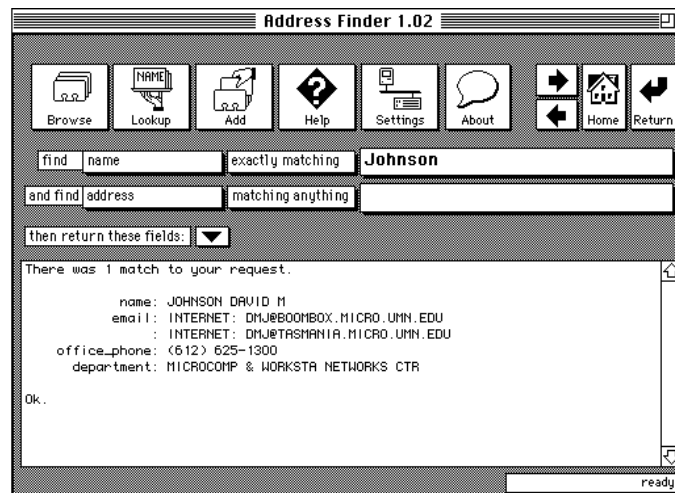 Address Finder 1.02
NAME
Browse Lookup Add Help Settings About Home Return
find name exactly matching Johnson
and find address matching anything
then return these fields:
There was 1 match to your request.
name: JOHNSON DAVID M
email: INTERNET: DMJ@BOOMBOX.MICRO.UMN.EDU
: INTERNET: DMJ@TASMANIA.MICRO.UMN.EDU
office_phone: (612) 625-1300
department: MICROCOMP & WORKSTA NETWORKS CTR
Ok.
ready